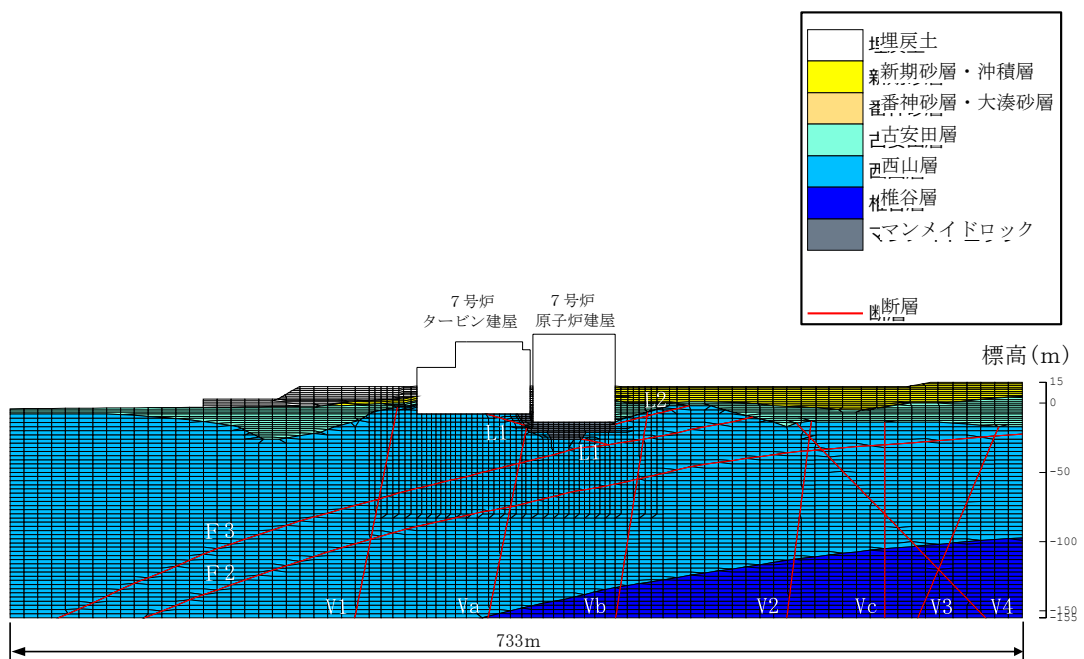 埋戻土
新期砂層・沖積層
番神砂層・大湊砂層
古安田層
西山層
椎谷層
マンメイドロック
断層
7号炉
タービン建屋
7号炉
原子炉建屋
標高(m)
15
0
-50
-100
-150
-155
L2
L1
L1
F3
F2
V1
Va
Vb
V2
Vc
V3
V4
733m